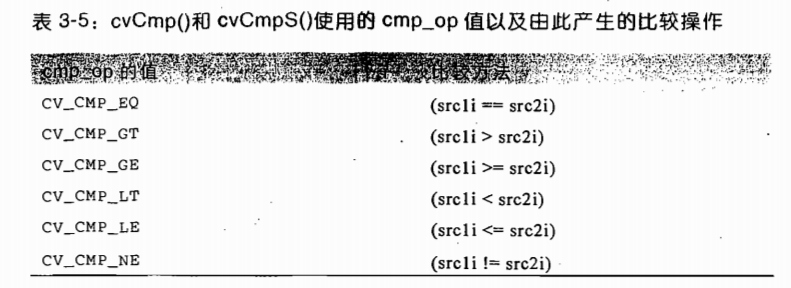 表 3-5：cvCmp()和 cvCmpS()使用的 cmp_op 值以及由此产生的比较操作
cmp_op 的值 比较方法
CV_CMP_EQ (src1i == src2i)
CV_CMP_GT (src1i > src2i)
CV_CMP_GE (src1i >= src2i)
CV_CMP_LT (src1i < src2i)
CV_CMP_LE (src1i <= src2i)
CV_CMP_NE (src1i != src2i)